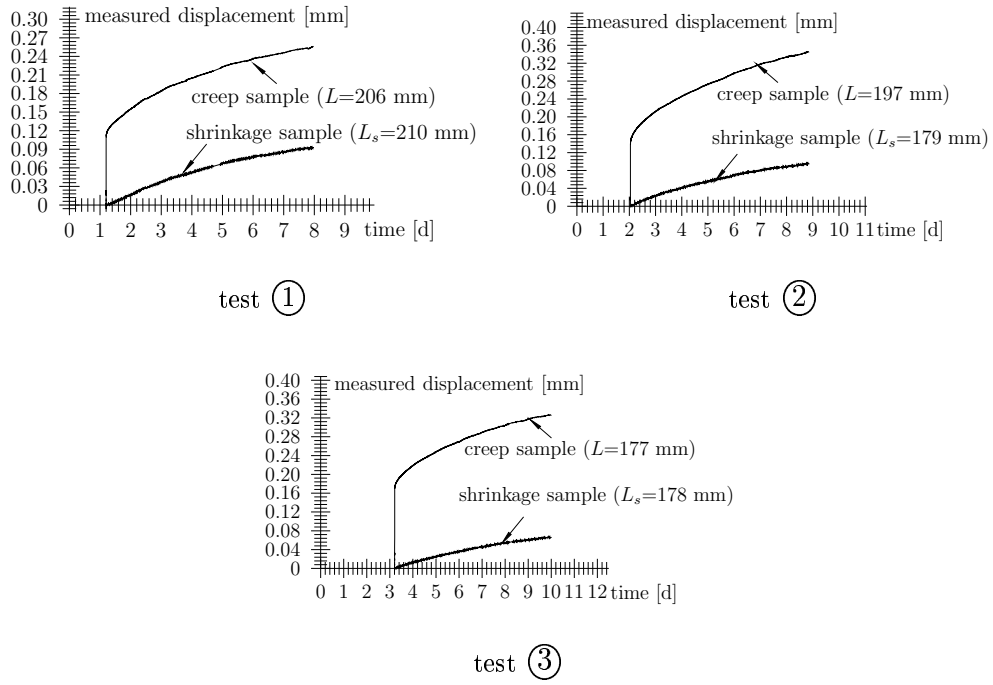 measured displacement [mm]
0.30
0.27
0.24
0.21
0.18
0.15
0.12
0.09
0.06
0.03
0
creep sample (L=206 mm)
shrinkage sample (Lₛ=210 mm)
0 1 2 3 4 5 6 7 8 9 time [d]
test ①
measured displacement [mm]
0.40
0.36
0.32
0.28
0.24
0.20
0.16
0.12
0.08
0.04
0
creep sample (L=197 mm)
shrinkage sample (Lₛ=179 mm)
0 1 2 3 4 5 6 7 8 9 10 11 time [d]
test ②
measured displacement [mm]
0.40
0.36
0.32
0.28
0.24
0.20
0.16
0.12
0.08
0.04
0
creep sample (L=177 mm)
shrinkage sample (Lₛ=178 mm)
0 1 2 3 4 5 6 7 8 9 10 11 12 time [d]
test ③